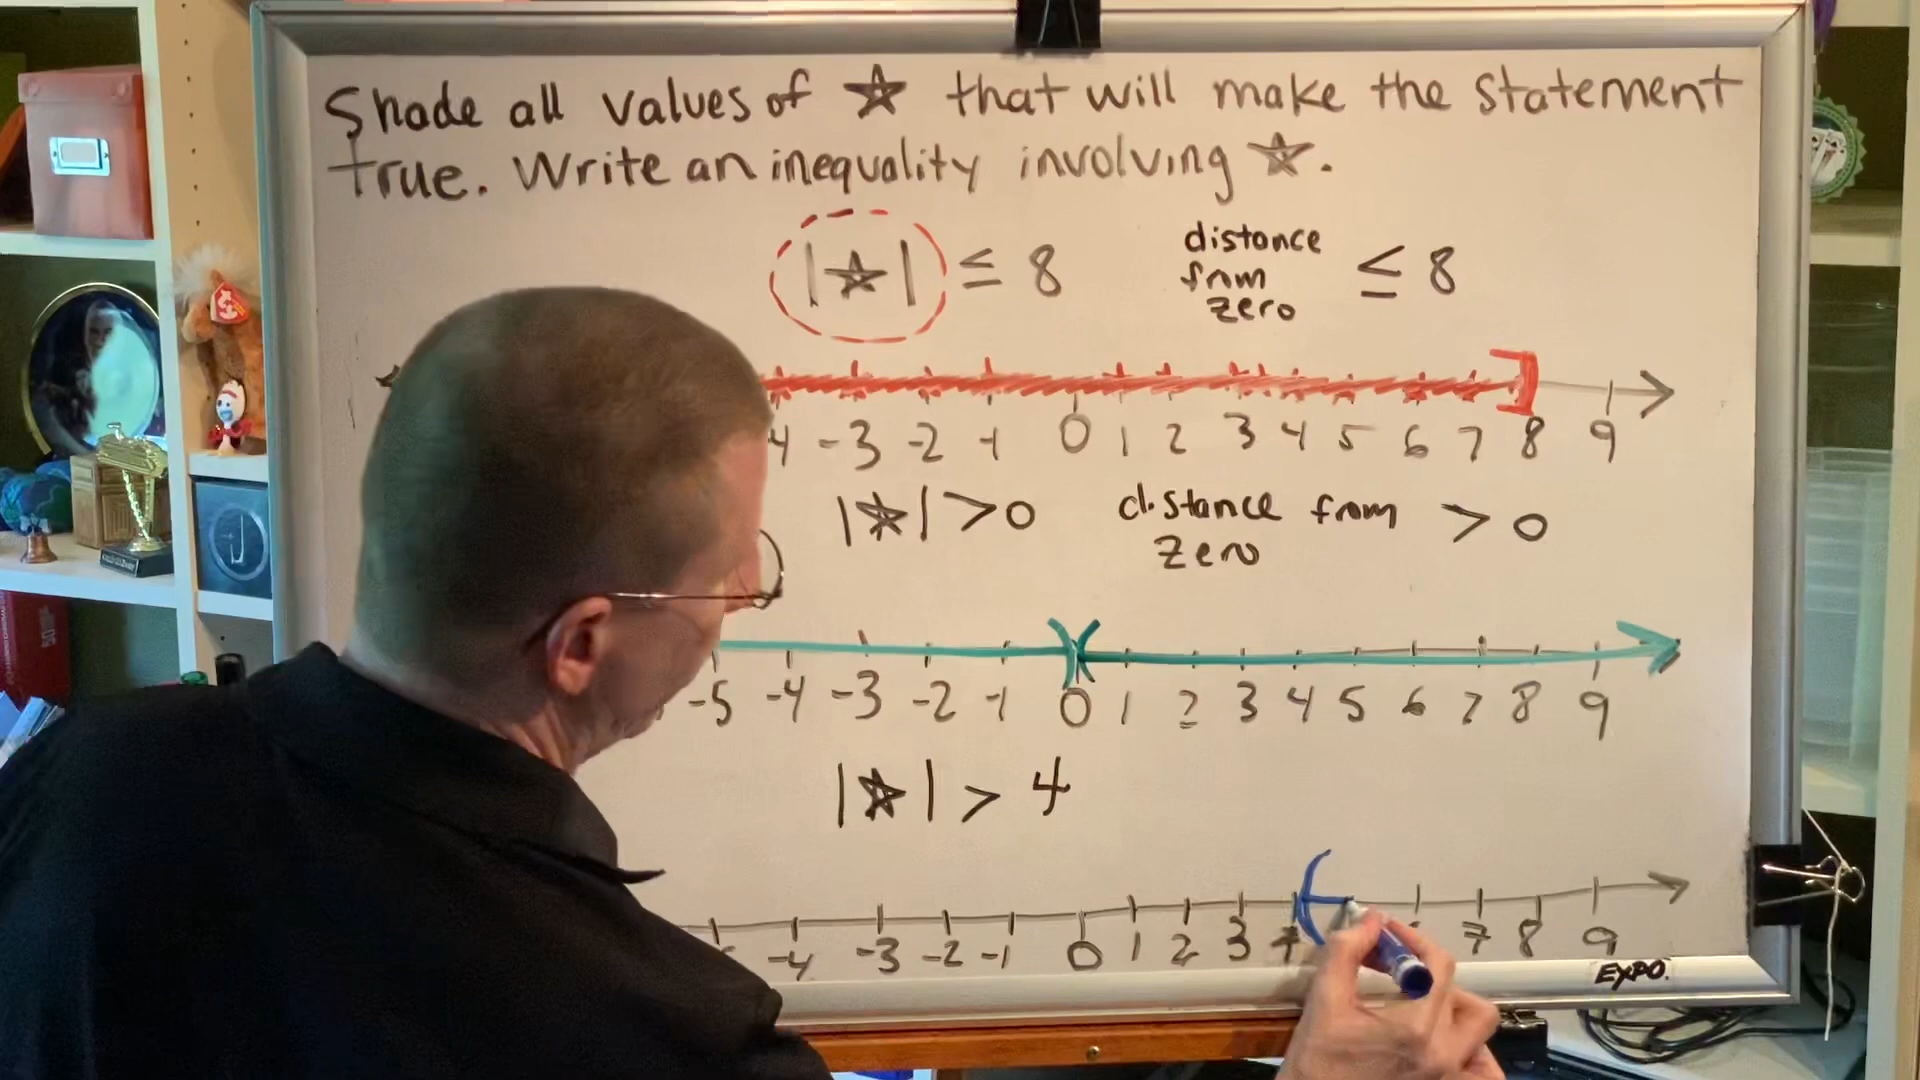 Shade all values of ☆ that will make the statement
true. Write an inequality involving ☆.
|☆| ≤ 8
distance
from
zero
≤ 8
-3 -2 -1 0 1 2 3 4 5 6 7 8 9
|☆| > 0
distance from
zero
> 0
-5 -4 -3 -2 -1 0 1 2 3 4 5 6 7 8 9
|☆| > 4
-4 -3 -2 -1 0 1 2 3 7 8 9
EXPO